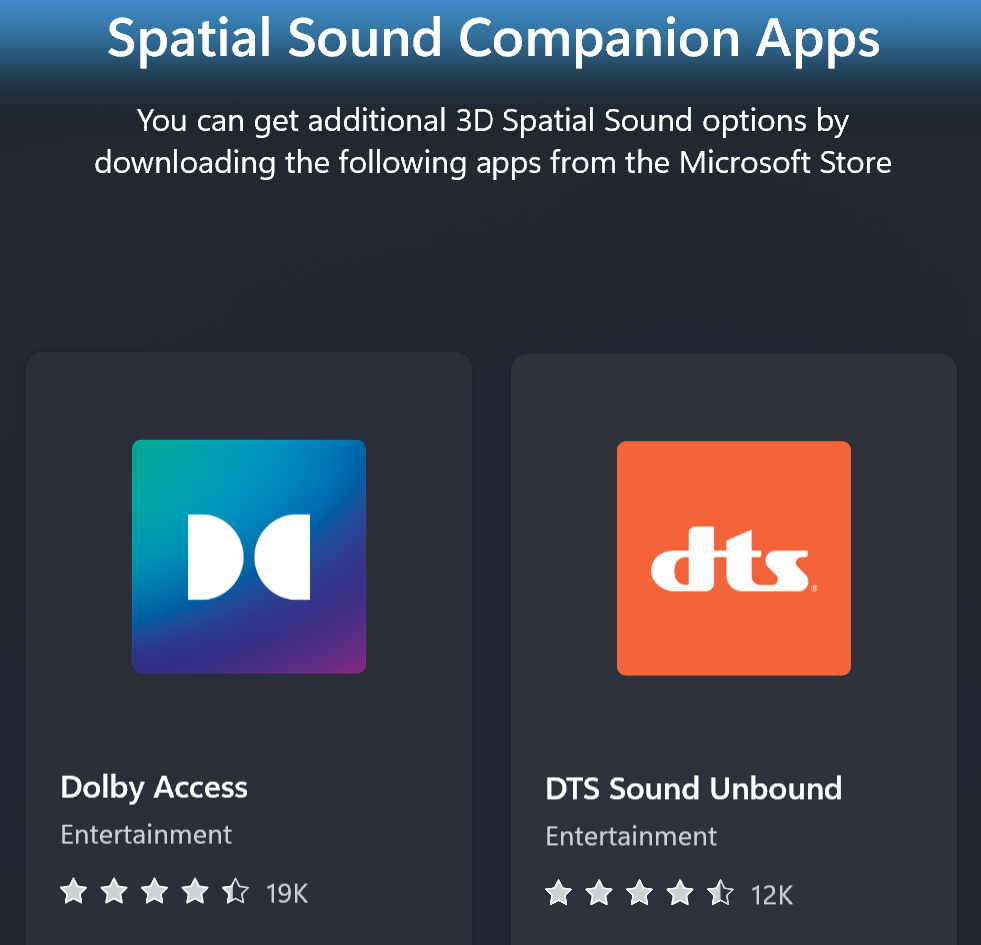 Spatial Sound Companion Apps
You can get additional 3D Spatial Sound options by
downloading the following apps from the Microsoft Store
dts®
Dolby Access
DTS Sound Unbound
Entertainment
Entertainment
19K
12K